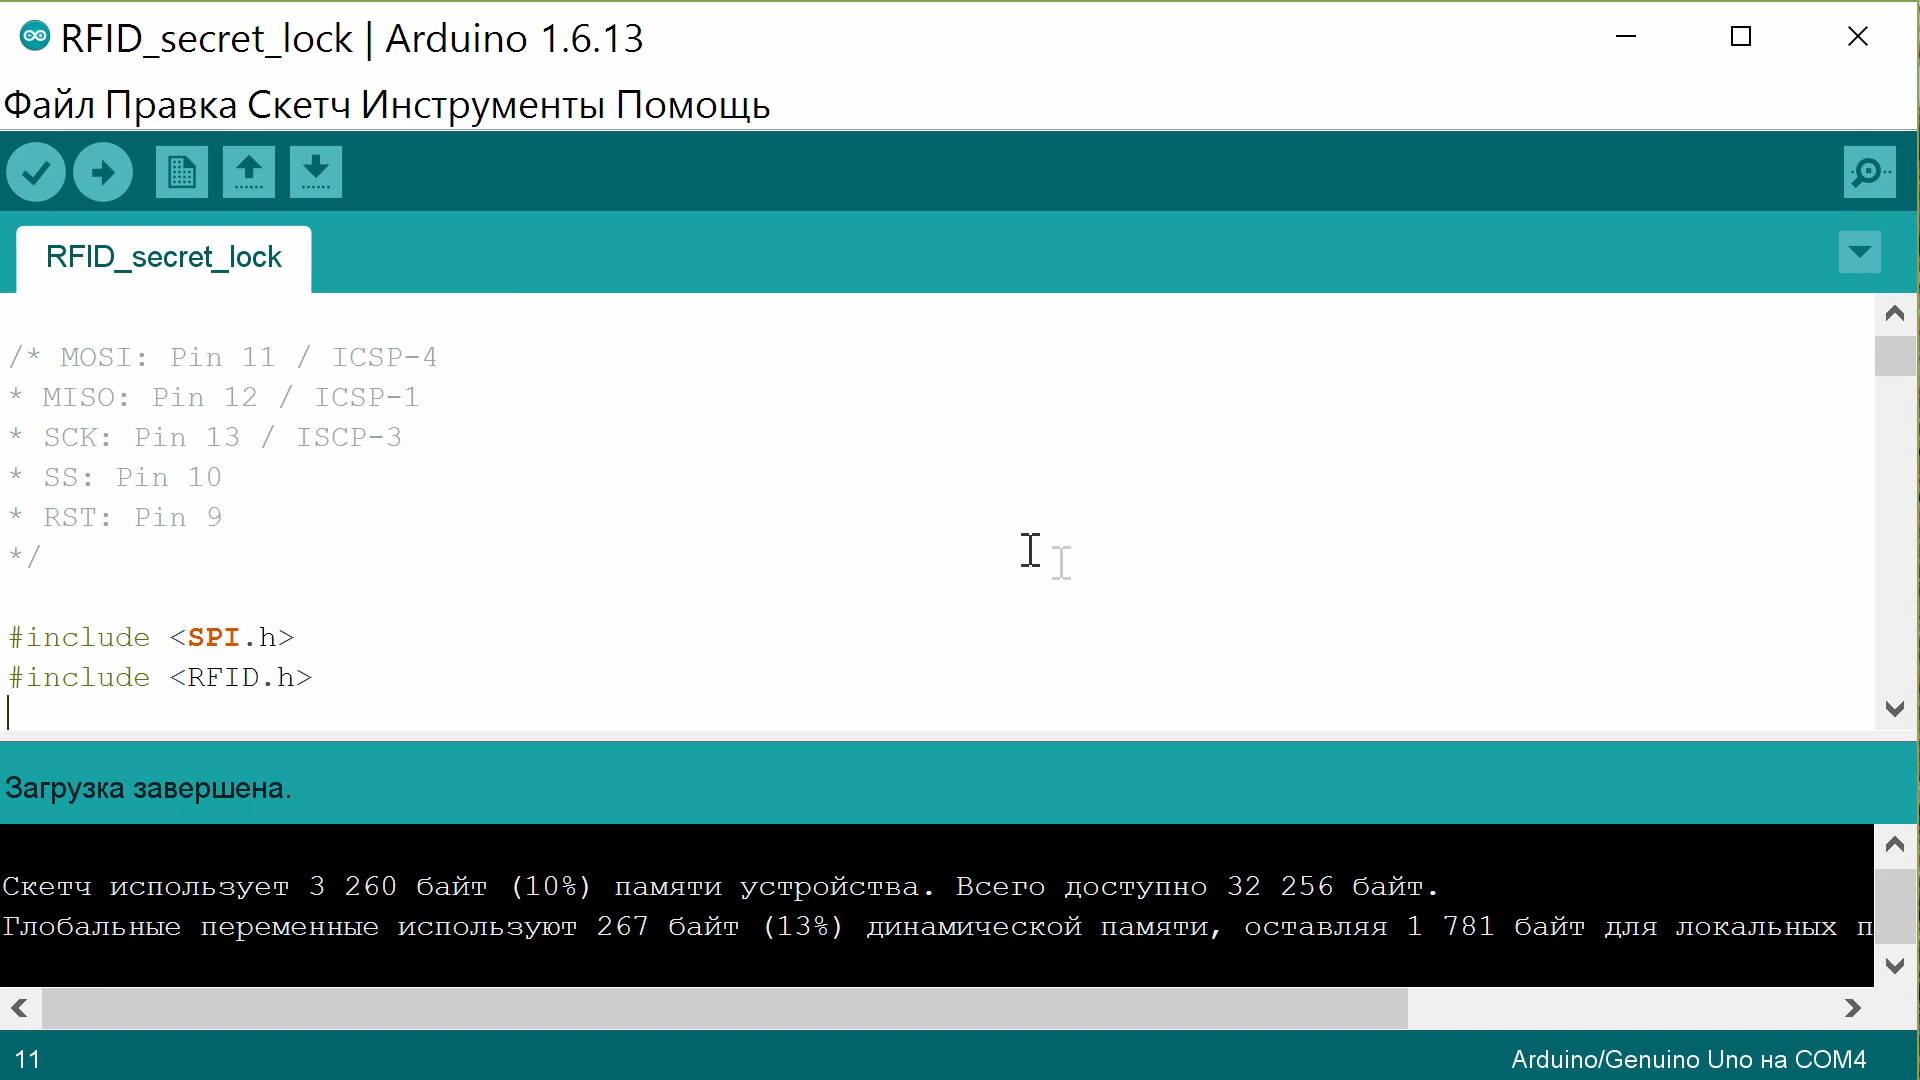 RFID_secret_lock | Arduino 1.6.13
Файл Правка Скетч Инструменты Помощь
RFID_secret_lock
/* MOSI: Pin 11 / ICSP-4
* MISO: Pin 12 / ICSP-1
* SCK: Pin 13 / ISCP-3
* SS: Pin 10
* RST: Pin 9
*/
#include <SPI.h>
#include <RFID.h>
Загрузка завершена.
Скетч использует 3 260 байт (10%) памяти устройства. Всего доступно 32 256 байт.
Глобальные переменные используют 267 байт (13%) динамической памяти, оставляя 1 781 байт для локальных п
11
Arduino/Genuino Uno на COM4